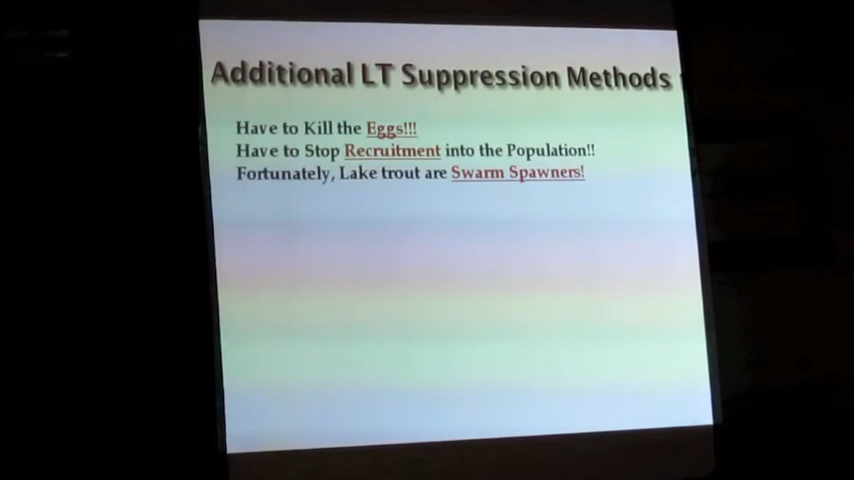 Additional LT Suppression Methods
Have to Kill the Eggs!!!
Have to Stop Recruitment into the Population!!
Fortunately, Lake trout are Swarm Spawners!